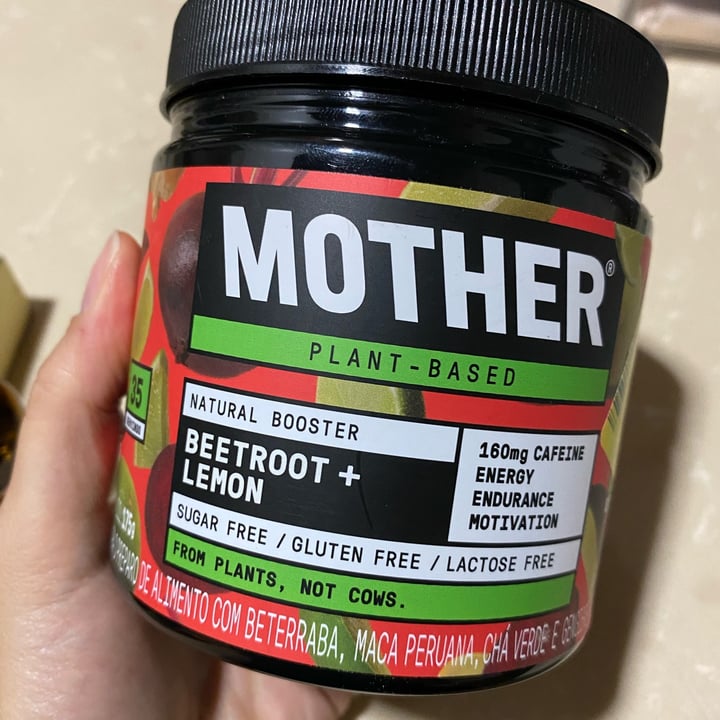 MOTHER®
PLANT-BASED
35
NATURAL BOOSTER
BEETROOT +
LEMON
160mg CAFEINE
ENERGY
ENDURANCE
MOTIVATION
SUGAR FREE / GLUTEN FREE / LACTOSE FREE
FROM PLANTS, NOT COWS.
175g
DE ALIMENTO COM BETERRABA, MACA PERUANA, CHÁ VERDE E